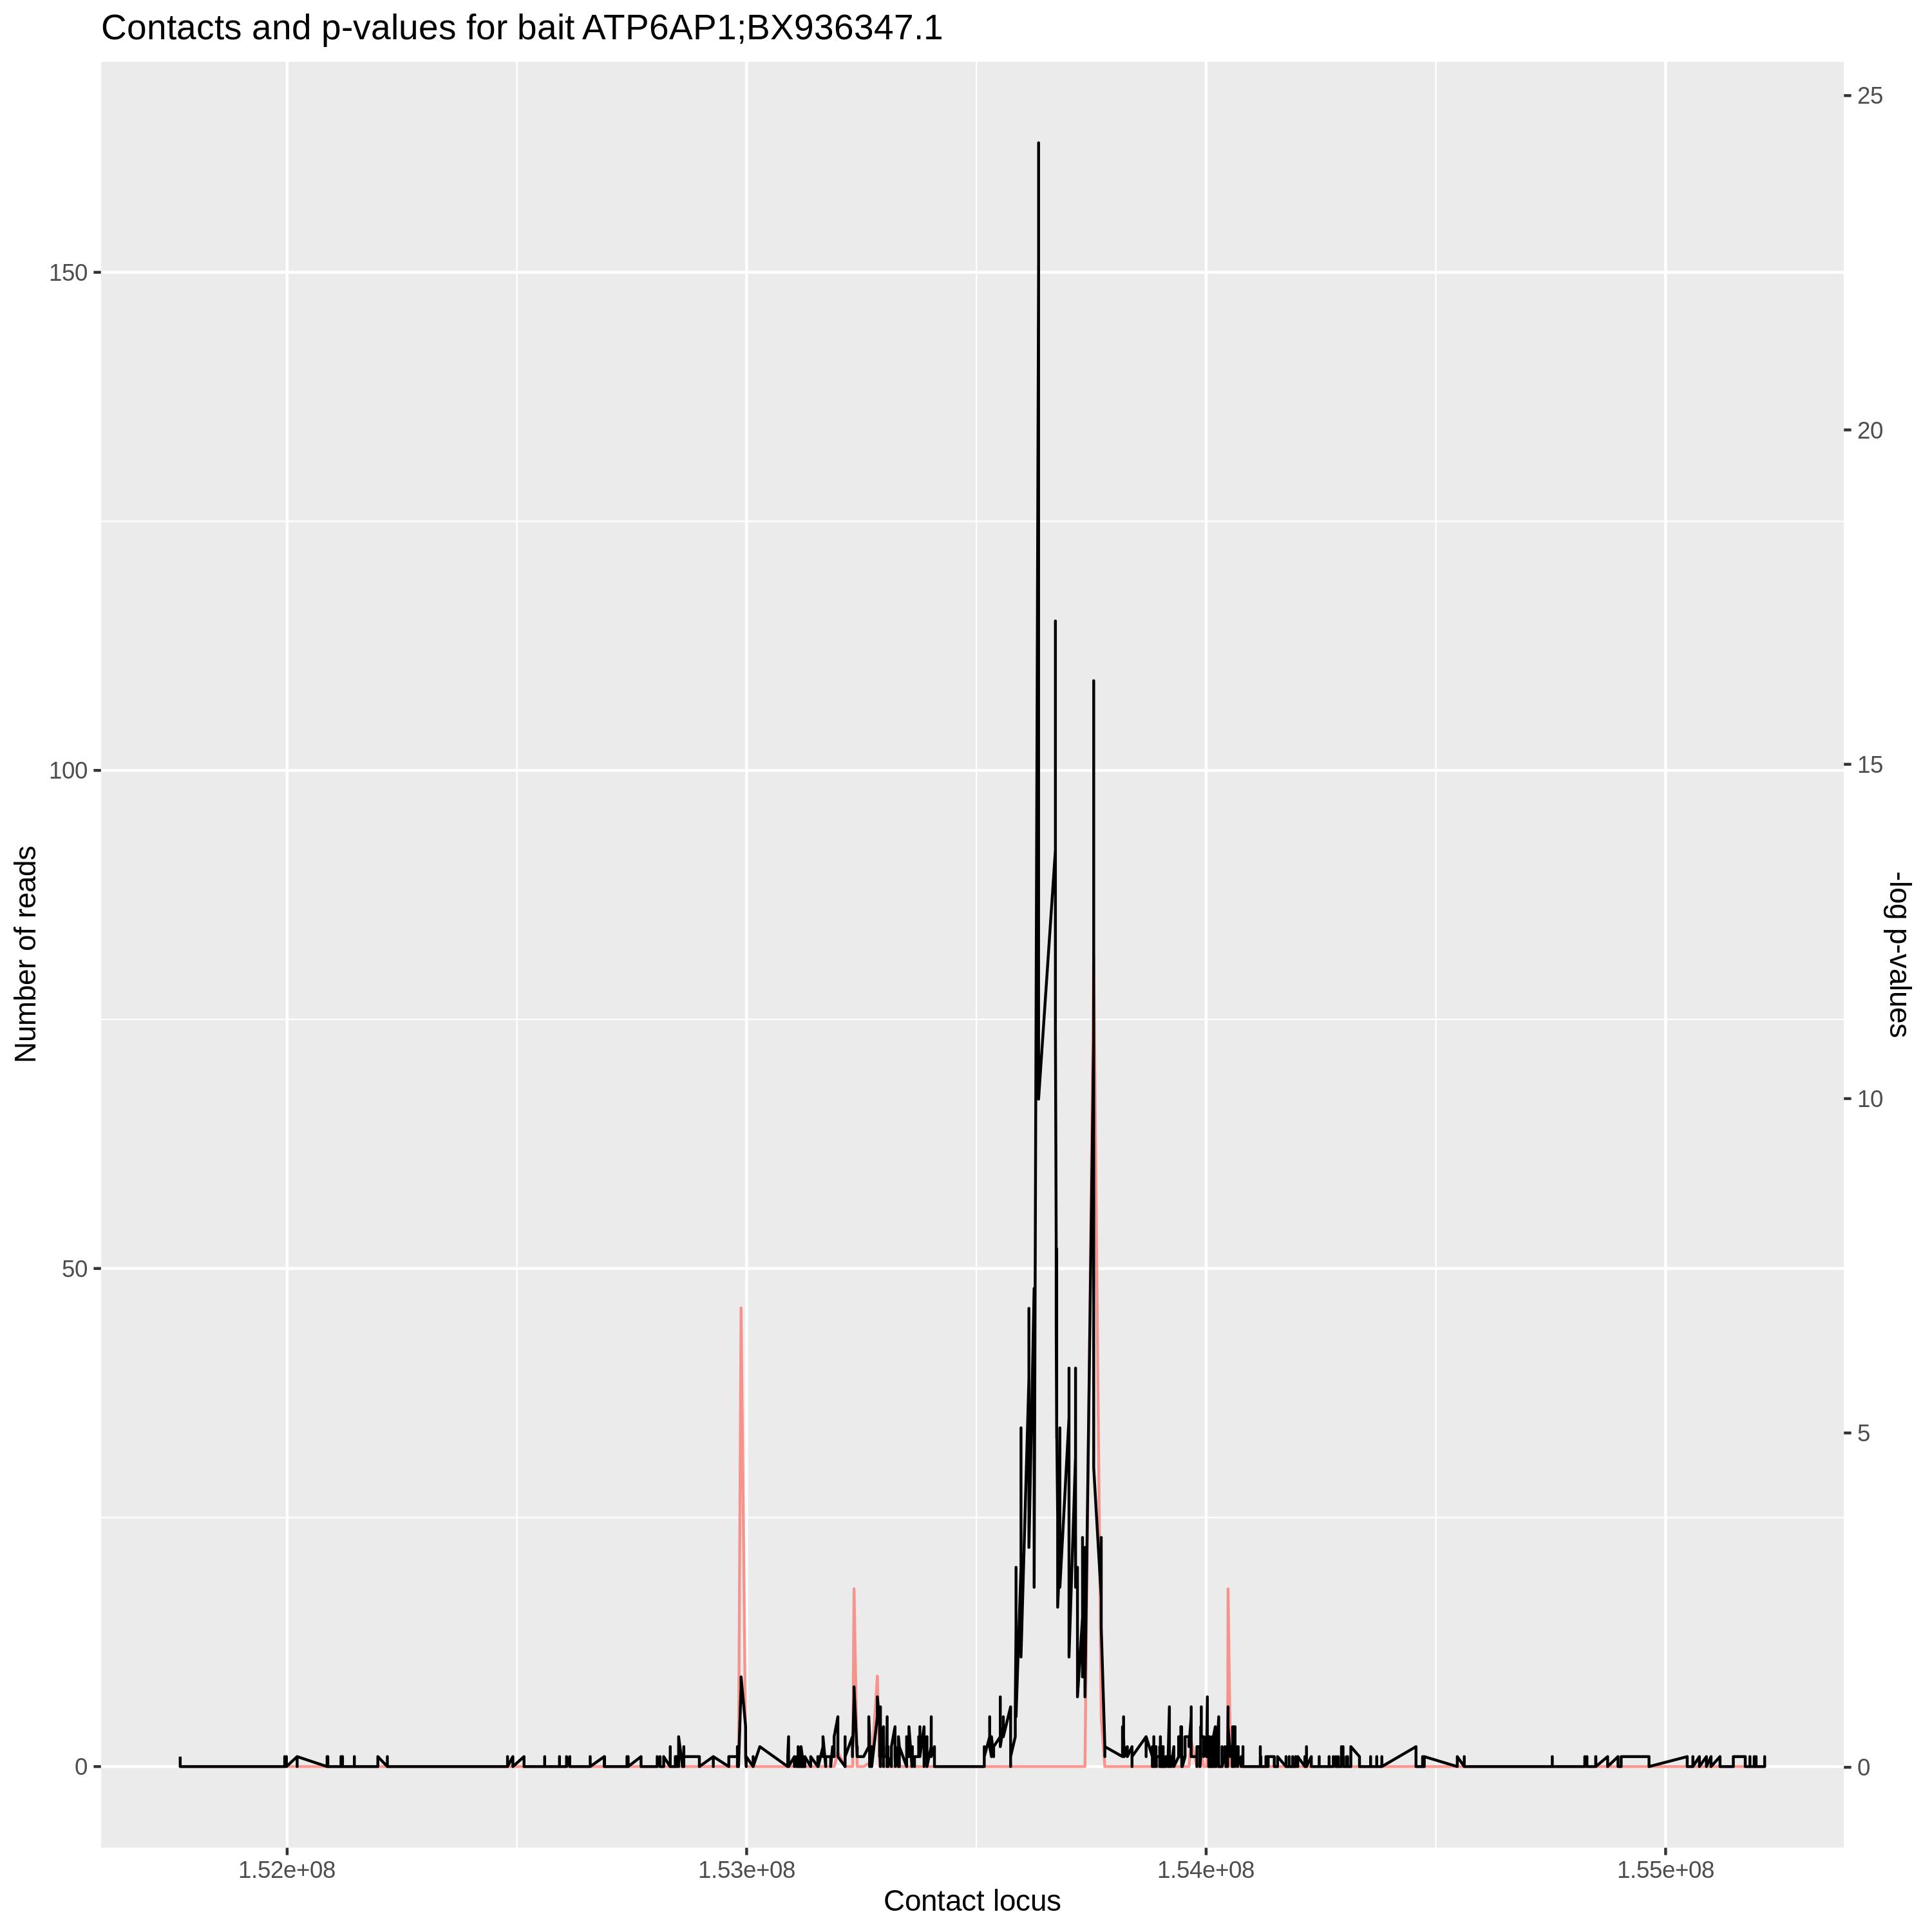 Contacts and p-values for bait ATP6AP1;BX936347.1
Number of reads
150
100
50
0
25
20
15
10
5
0
-log p-values
1.52e+08
1.53e+08
1.54e+08
1.55e+08
Contact locus